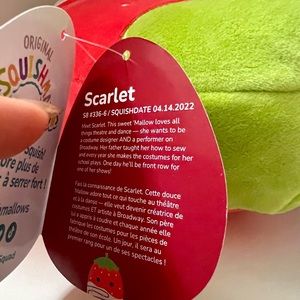 ORIGINAL
SQUISHM
Squish!
ore plus de
r à serrer fort !
mallows
Squad
Scarlet
SB #336-6 / SQUISHDATE 04.14.2022
Meet Scarlet. This sweet 'Mallow loves all
things theatre and dance — she wants to be
a costume designer AND a performer on
Broadway. Her father taught her how to sew
and every year she makes the costumes for her
school plays. One day he'll be front row for
one of her shows!
Fais la connaissance de Scarlet. Cette douce
Mallow adore tout ce qui touche au théâtre
et à la danse — elle veut devenir créatrice de
costumes ET artiste à Broadway. Son père
lui a appris à coudre et chaque année elle
fabrique les costumes pour les pièces de
théâtre de son école. Un jour, il sera au
premier rang pour un de ses spectacles !